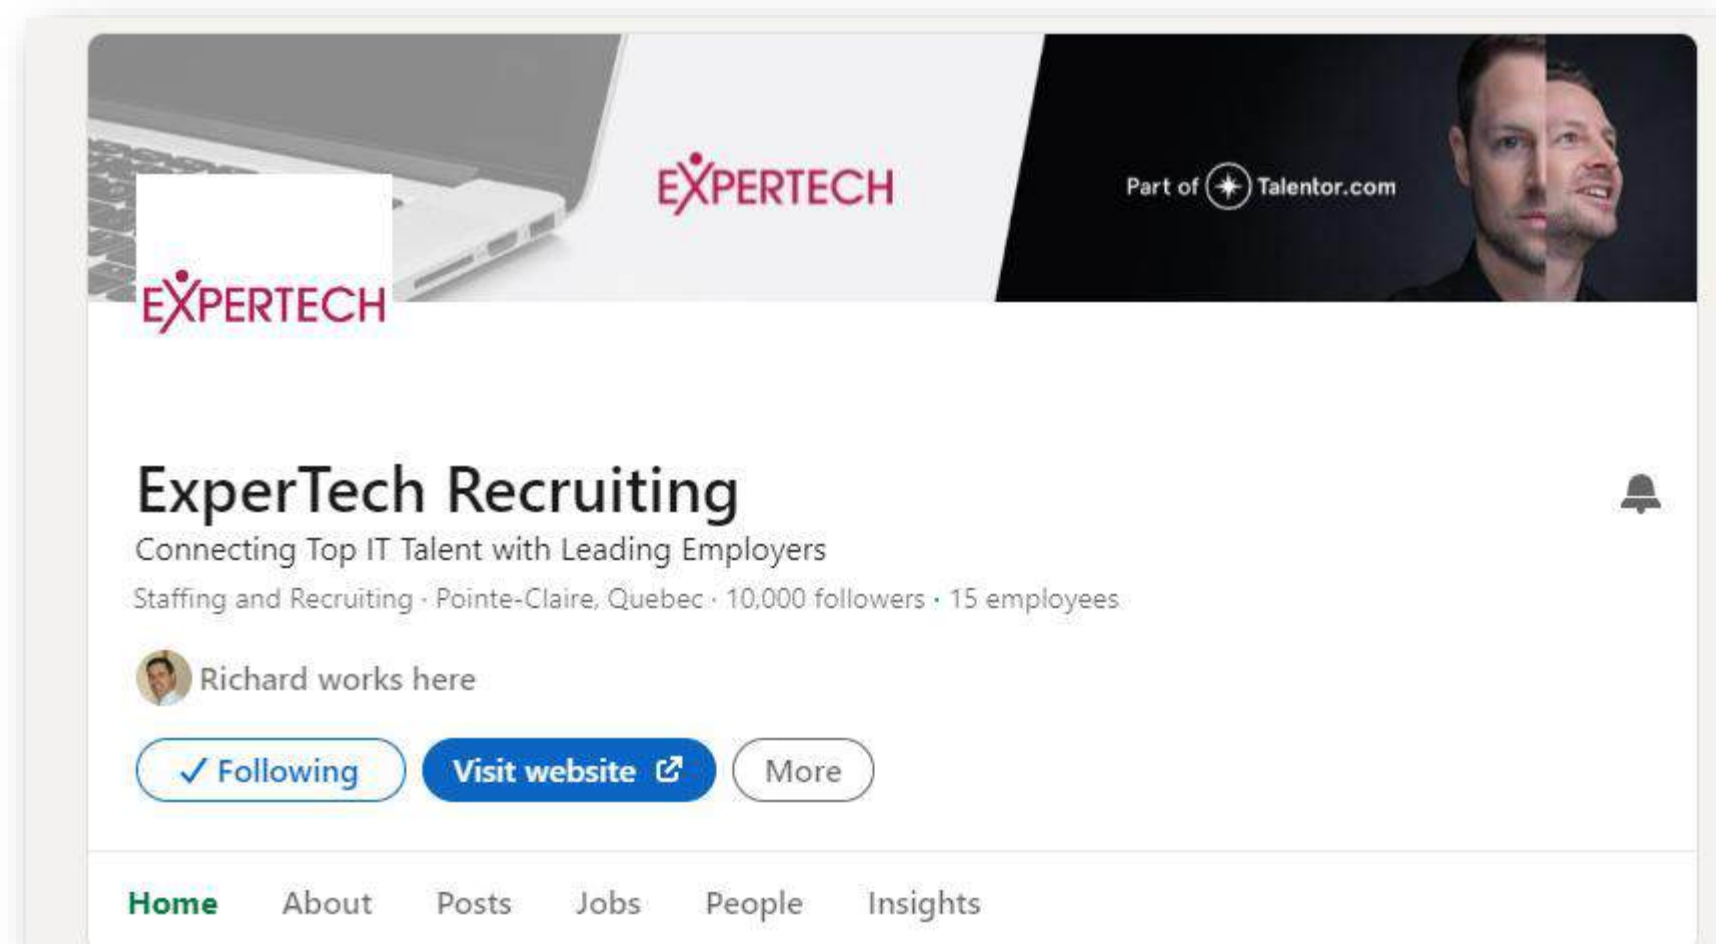 EXPERTECH
Part of Talentor.com
EXPERTECH
ExperTech Recruiting
Connecting Top IT Talent with Leading Employers
Staffing and Recruiting · Pointe-Claire, Quebec · 10,000 followers · 15 employees
Richard works here
✓ Following Visit website More
Home About Posts Jobs People Insights